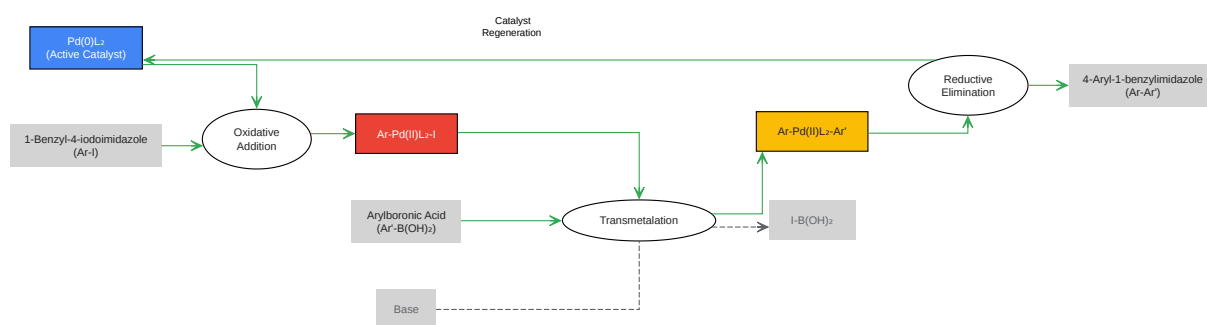 Catalyst
Regeneration
Pd(0)L₂
(Active Catalyst)
Reductive
Elimination
4-Aryl-1-benzylimidazole
(Ar-Ar')
1-Benzyl-4-iodoimidazole
(Ar-I)
Oxidative
Addition
Ar-Pd(II)L₂-I
Ar-Pd(II)L₂-Ar'
Arylboronic Acid
(Ar'-B(OH)₂)
Transmetalation
I-B(OH)₂
Base